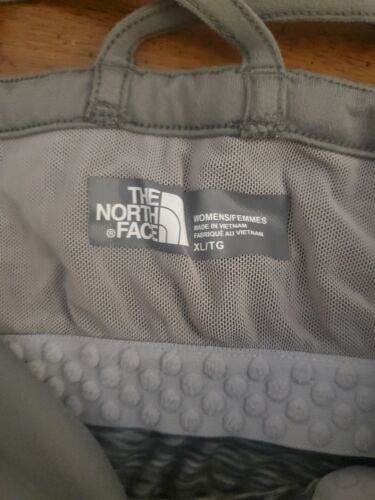 THE
NORTH
FACE
®
WOMENS/FEMMES
MADE IN VIETNAM
FABRIQUÉ AU VIETNAM
XL/TG